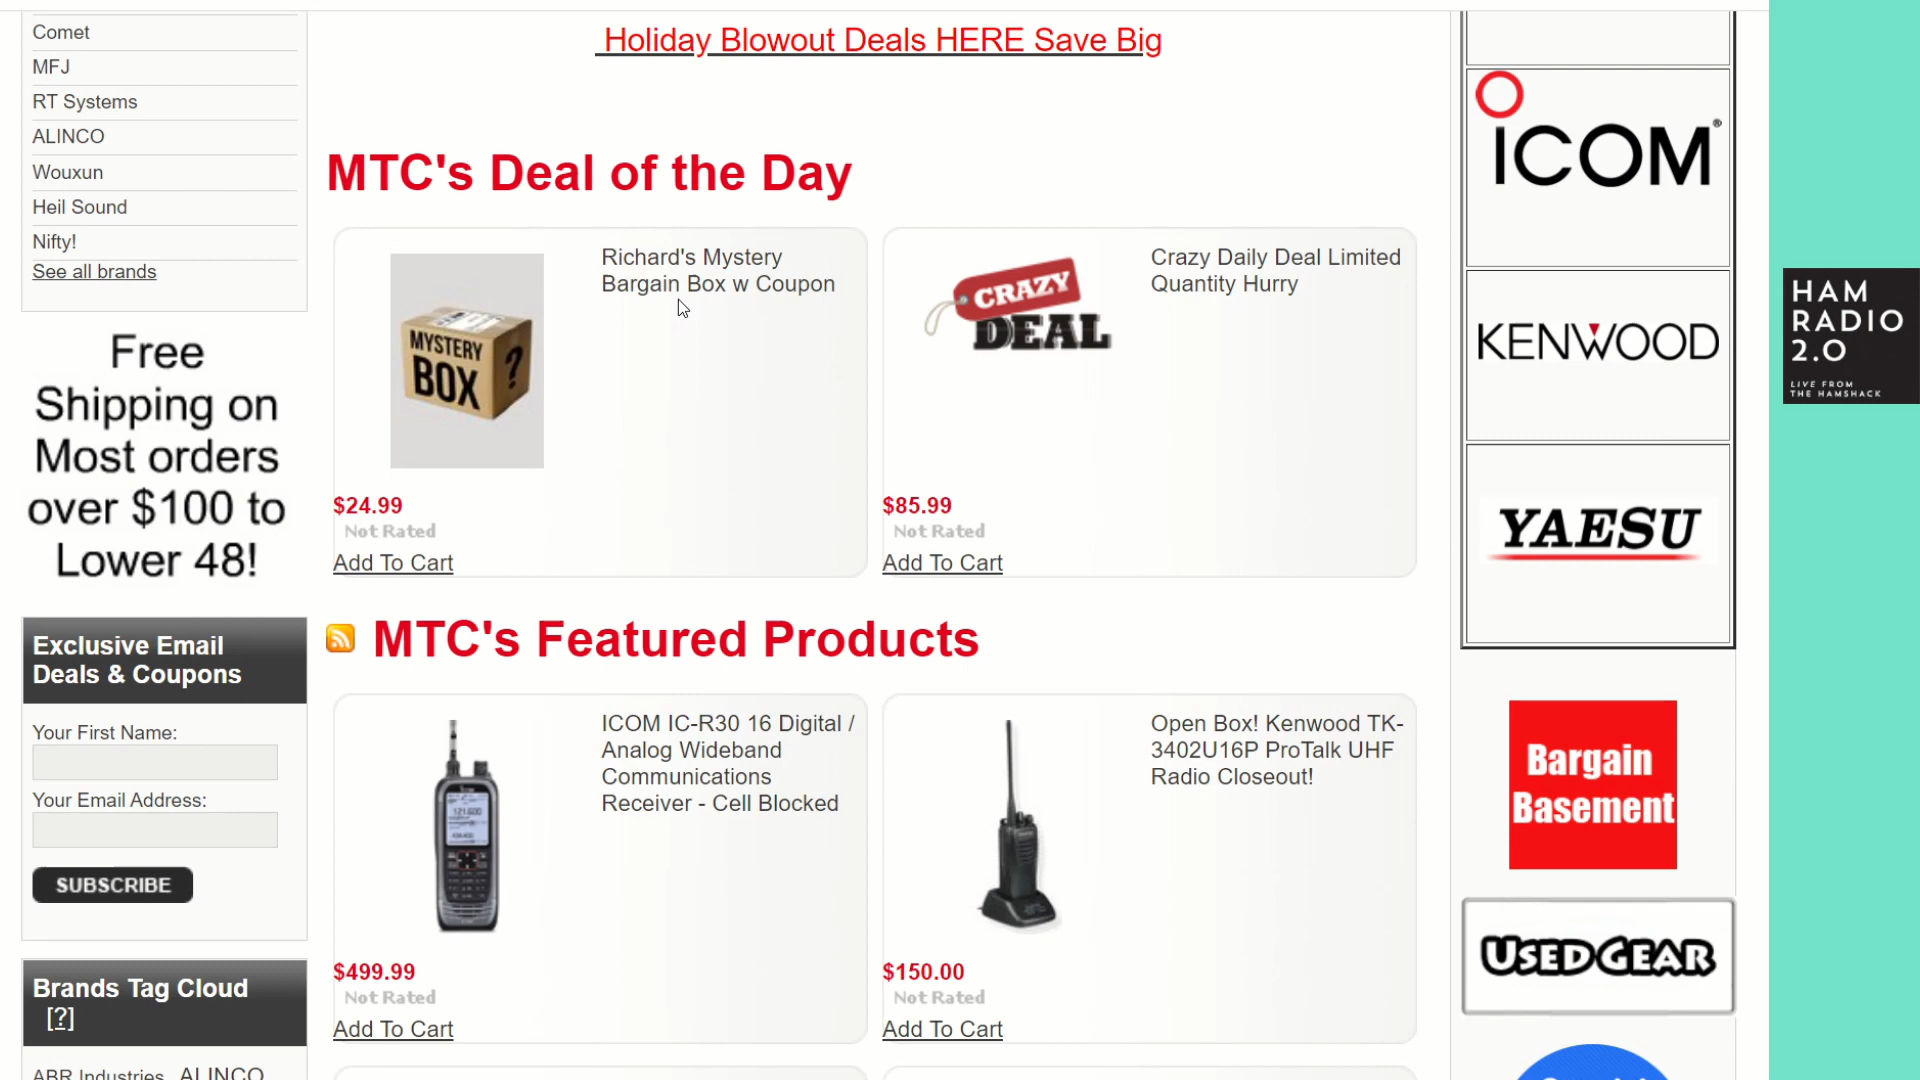 Comet
MFJ
RT Systems
ALINCO
Wouxun
Heil Sound
Nifty!
See all brands
Free
Shipping on
Most orders
over $100 to
Lower 48!
Exclusive Email
Deals & Coupons
Your First Name:
Your Email Address:
SUBSCRIBE
Brands Tag Cloud
[?]
ABR Industries ALINCO
Holiday Blowout Deals HERE Save Big
MTC's Deal of the Day
MYSTERY
BOX ?
Richard's Mystery
Bargain Box w Coupon
$24.99
Not Rated
Add To Cart
CRAZY
DEAL
Crazy Daily Deal Limited
Quantity Hurry
$85.99
Not Rated
Add To Cart
MTC's Featured Products
ICOM IC-R30 16 Digital /
Analog Wideband
Communications
Receiver - Cell Blocked
$499.99
Not Rated
Add To Cart
Open Box! Kenwood TK-
3402U16P ProTalk UHF
Radio Closeout!
$150.00
Not Rated
Add To Cart
ICOM®
KENWOOD
YAESU
Bargain
Basement
USED GEAR
HAM
RADIO
2.0
LIVE FROM
THE HAMSHACK